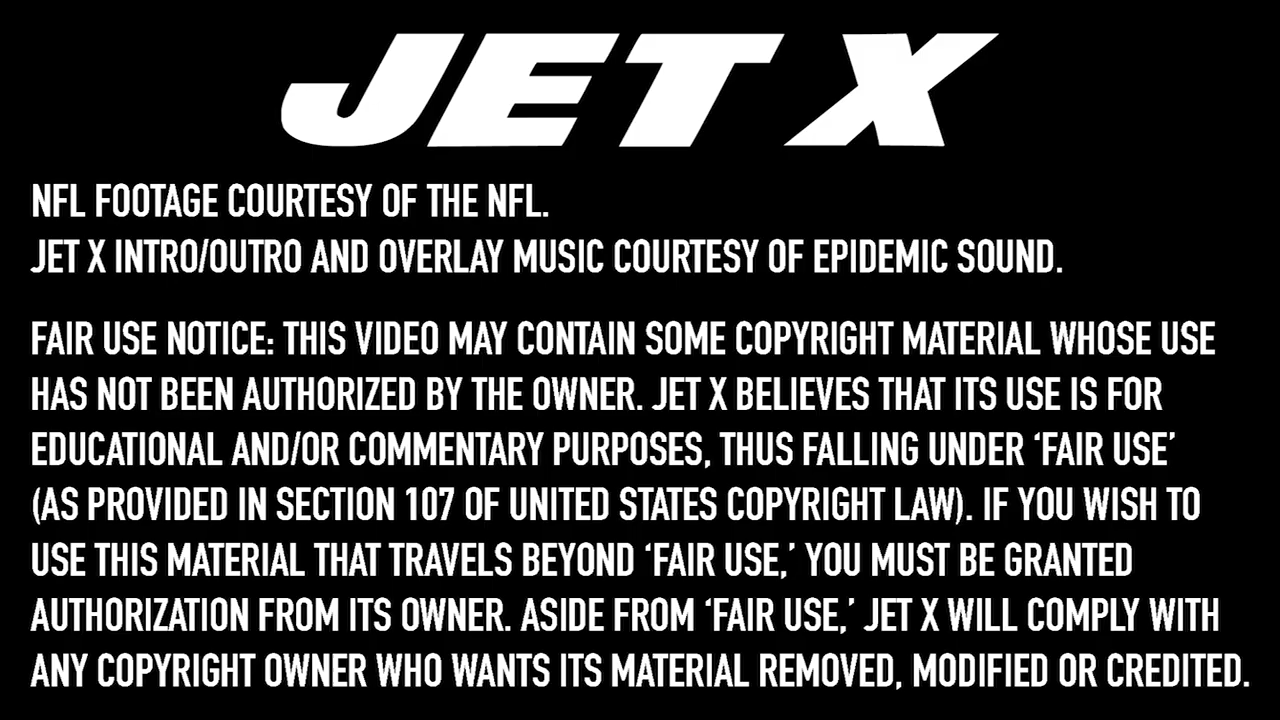 JET X
NFL FOOTAGE COURTESY OF THE NFL.
JET X INTRO/OUTRO AND OVERLAY MUSIC COURTESY OF EPIDEMIC SOUND.
FAIR USE NOTICE: THIS VIDEO MAY CONTAIN SOME COPYRIGHT MATERIAL WHOSE USE
HAS NOT BEEN AUTHORIZED BY THE OWNER. JET X BELIEVES THAT ITS USE IS FOR
EDUCATIONAL AND/OR COMMENTARY PURPOSES, THUS FALLING UNDER ‘FAIR USE’
(AS PROVIDED IN SECTION 107 OF UNITED STATES COPYRIGHT LAW). IF YOU WISH TO
USE THIS MATERIAL THAT TRAVELS BEYOND ‘FAIR USE,’ YOU MUST BE GRANTED
AUTHORIZATION FROM ITS OWNER. ASIDE FROM ‘FAIR USE,’ JET X WILL COMPLY WITH
ANY COPYRIGHT OWNER WHO WANTS ITS MATERIAL REMOVED, MODIFIED OR CREDITED.